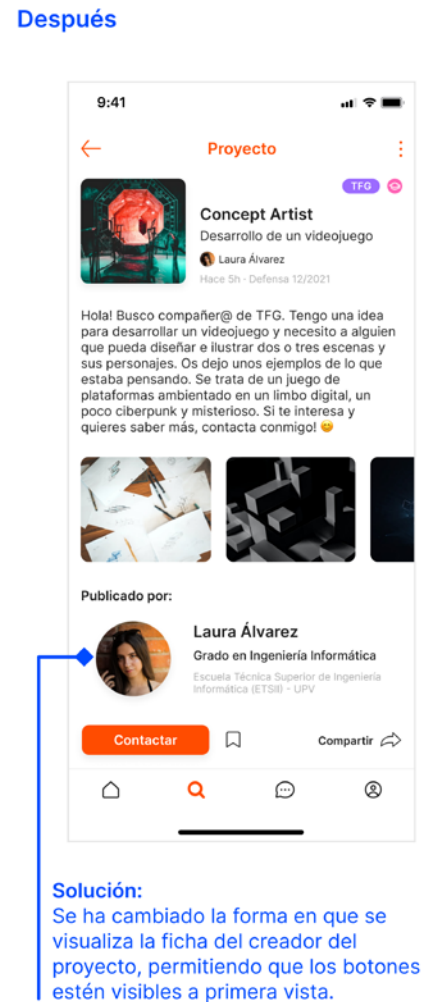 Después
9:41
Proyecto
TFG
Concept Artist
Desarrollo de un videojuego
Laura Álvarez
Hace 5h - Defensa 12/2021
Hola! Busco compañer@ de TFG. Tengo una idea
para desarrollar un videojuego y necesito a alguien
que pueda diseñar e ilustrar dos o tres escenas y
sus personajes. Os dejo unos ejemplos de lo que
estaba pensando. Se trata de un juego de
plataformas ambientado en un limbo digital, un
poco ciberpunk y misterioso. Si te interesa y
quieres saber más, contacta conmigo! 😀
Publicado por:
Laura Álvarez
Grado en Ingeniería Informática
Escuela Técnica Superior de Ingeniería
Informática (ETSII) - UPV
Contactar
Compartir
Solución:
Se ha cambiado la forma en que se
visualiza la ficha del creador del
proyecto, permitiendo que los botones
estén visibles a primera vista.